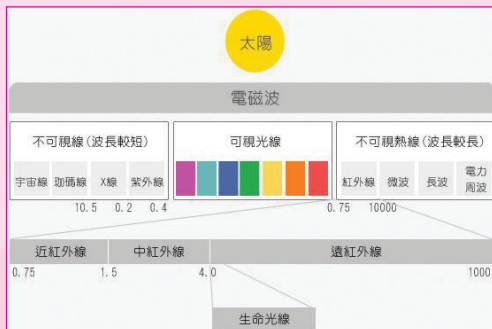 太陽
電磁波
不可視線(波長較短) 可視光線 不可視熱線(波長較長)
宇宙線 珈碼線 X線 紫外線 紅外線 微波 長波 電力周波
10.5 0.2 0.4 0.75 10000
近紅外線 中紅外線 遠紅外線
0.75 1.5 4.0 1000
生命光線